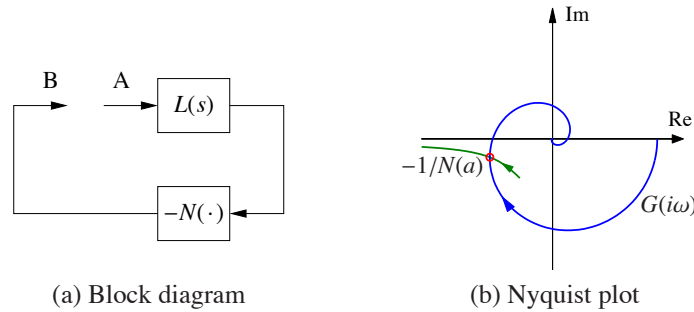 B
A
L(s)
−N(·)
(a) Block diagram
Im
Re
−1/N(a)
G(iω)
(b) Nyquist plot